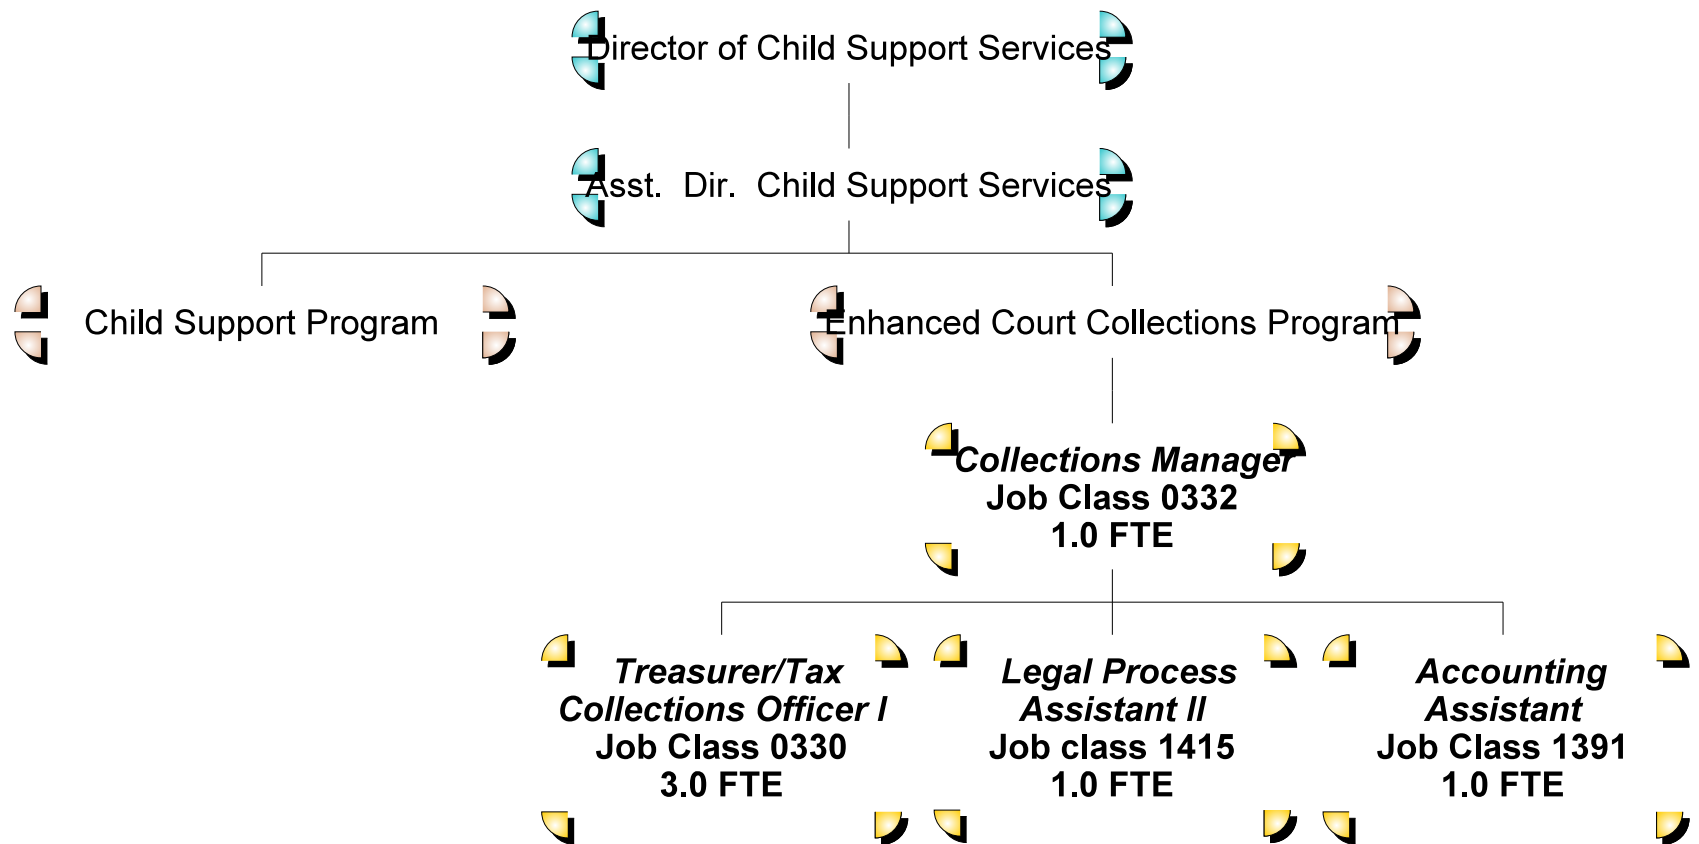 Director of Child Support Services
Asst. Dir. Child Support Services
Child Support Program
Enhanced Court Collections Program
Collections Manager
Job Class 0332
1.0 FTE
Treasurer/Tax
Collections Officer I
Job Class 0330
3.0 FTE
Legal Process
Assistant II
Job class 1415
1.0 FTE
Accounting
Assistant
Job Class 1391
1.0 FTE